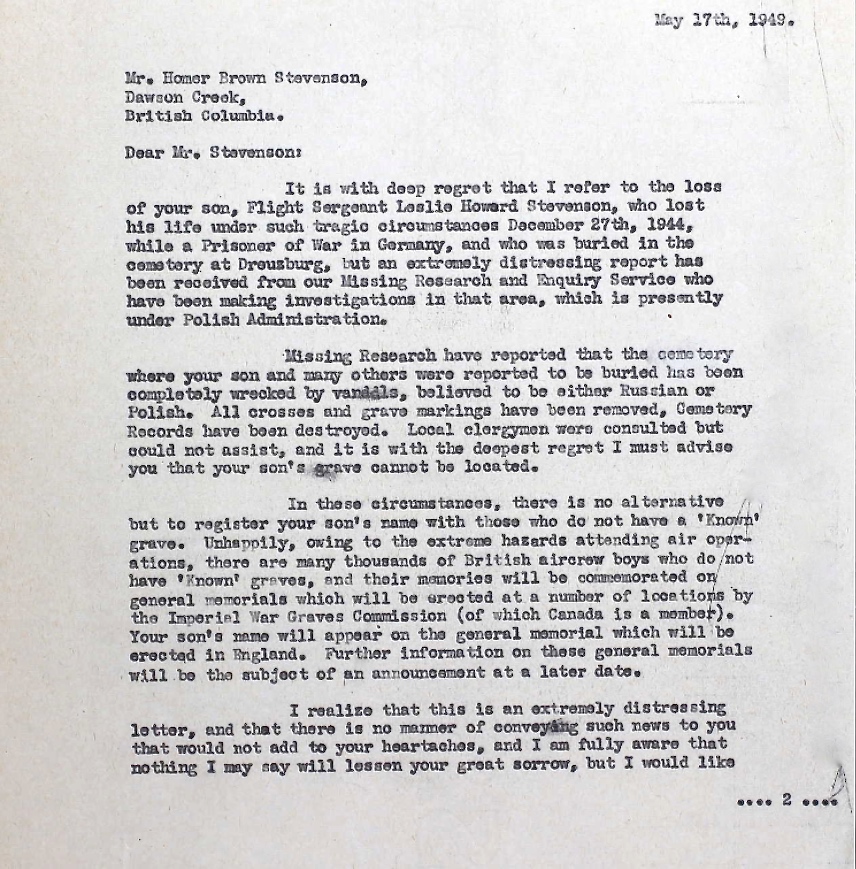 May 17th, 1949.
Mr. Homer Brown Stevenson,
Dawson Creek,
British Columbia.
Dear Mr. Stevenson:
It is with deep regret that I refer to the loss
of your son, Flight Sergeant Leslie Howard Stevenson, who lost
his life under such tragic circumstances December 27th, 1944,
while a Prisoner of War in Germany, and who was buried in the
cemetery at Dreuzburg, but an extremely distressing report has
been received from our Missing Research and Enquiry Service who
have been making investigations in that area, which is presently
under Polish Administration.
Missing Research have reported that the cemetery
where your son and many others were reported to be buried has been
completely wrecked by vandals, believed to be either Russian or
Polish. All crosses and grave markings have been removed, Cemetery
Records have been destroyed. Local clergymen were consulted but
could not assist, and it is with the deepest regret I must advise
you that your son's grave cannot be located.
In these circumstances, there is no alternative
but to register your son's name with those who do not have a 'Known'
grave. Unhappily, owing to the extreme hazards attending air oper-
ations, there are many thousands of British aircrew boys who do not
have 'Known' graves, and their memories will be commemorated on
general memorials which will be erected at a number of locations by
the Imperial War Graves Commission (of which Canada is a member).
Your son's name will appear on the general memorial which will be
erected in England. Further information on these general memorials
will be the subject of an announcement at a later date.
I realize that this is an extremely distressing
letter, and that there is no manner of conveying such news to you
that would not add to your heartaches, and I am fully aware that
nothing I may say will lessen your great sorrow, but I would like
.... 2 ....